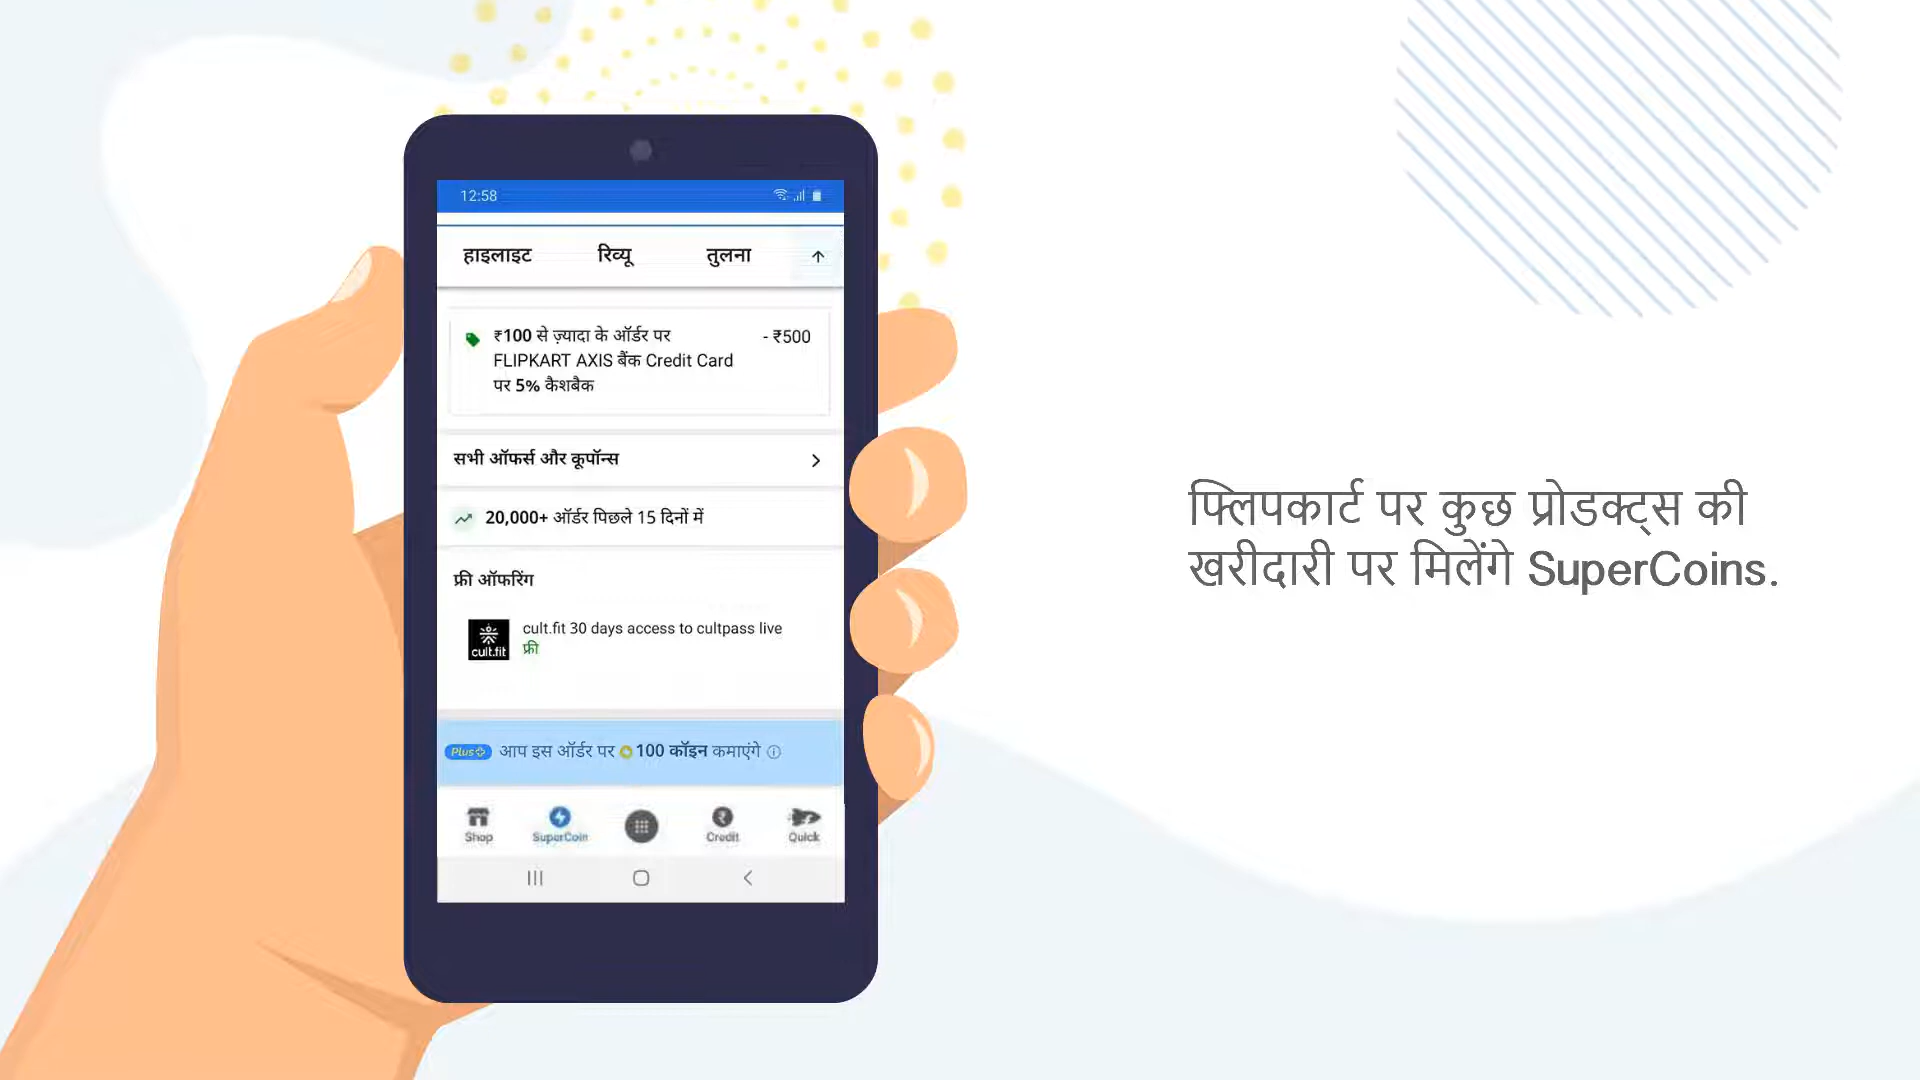 12:58
हाइलाइट रिव्यू तुलना
₹100 से ज़्यादा के ऑर्डर पर - ₹500
FLIPKART AXIS बैंक Credit Card
पर 5% कैशबैक
सभी ऑफर्स और कूपॉन्स
20,000+ ऑर्डर पिछले 15 दिनों में
फ्री ऑफरिंग
cult.fit
cult.fit 30 days access to cultpass live
फ्री
Plus आप इस ऑर्डर पर 100 कॉइन कमाएंगे
Shop SuperCoin Credit Quick
फ्लिपकार्ट पर कुछ प्रोडक्ट्स की
खरीदारी पर मिलेंगे SuperCoins.